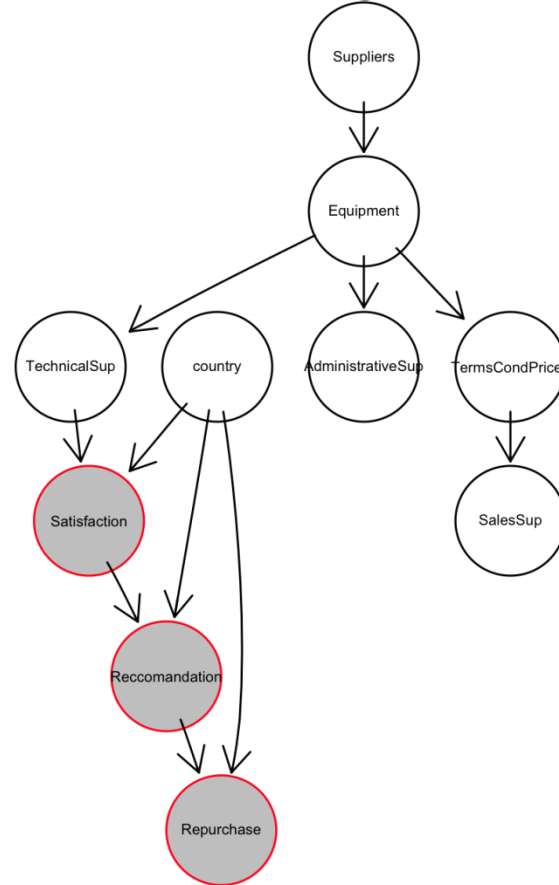 Suppliers
Equipment
TechnicalSup
country
AdministrativeSup
TermsCondPrice
Satisfaction
SalesSup
Reccomandation
Repurchase